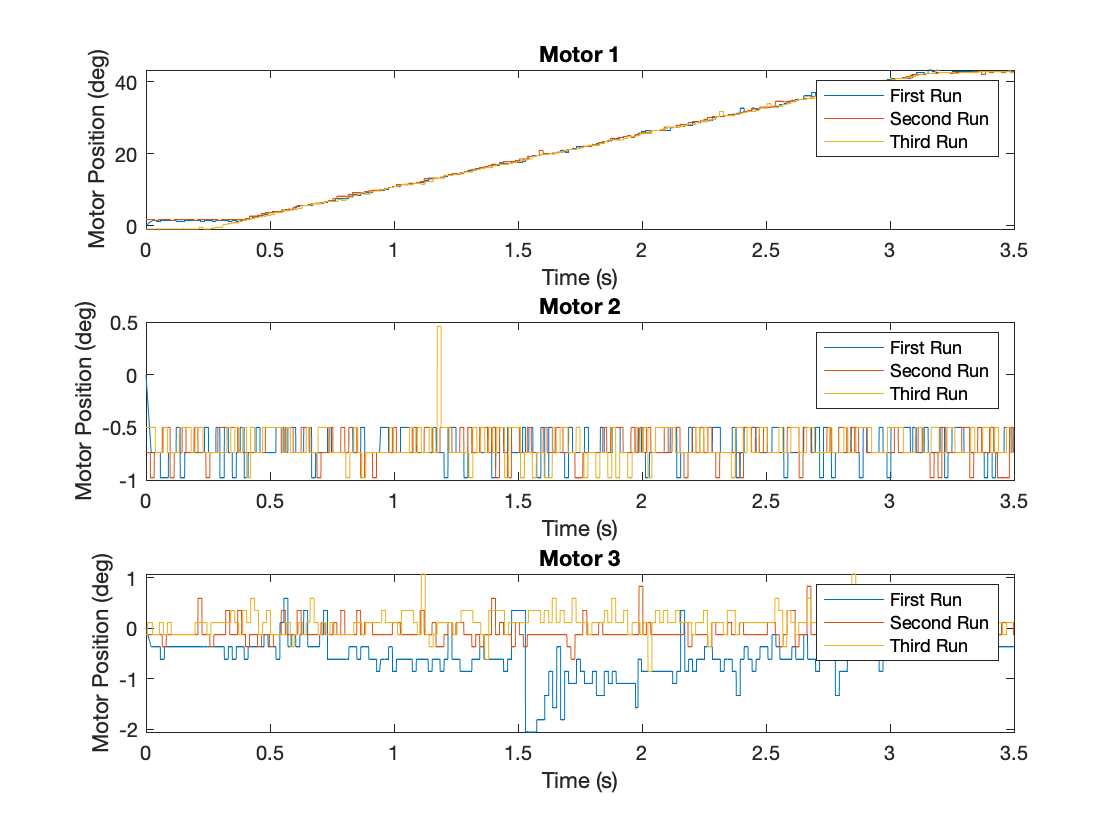 Motor 1
Motor Position (deg)
40
20
0
First Run
Second Run
Third Run
0 0.5 1 1.5 2 2.5 3 3.5
Time (s)
Motor 2
Motor Position (deg)
0.5
0
-0.5
-1
First Run
Second Run
Third Run
0 0.5 1 1.5 2 2.5 3 3.5
Time (s)
Motor 3
Motor Position (deg)
1
0
-1
-2
First Run
Second Run
Third Run
0 0.5 1 1.5 2 2.5 3 3.5
Time (s)